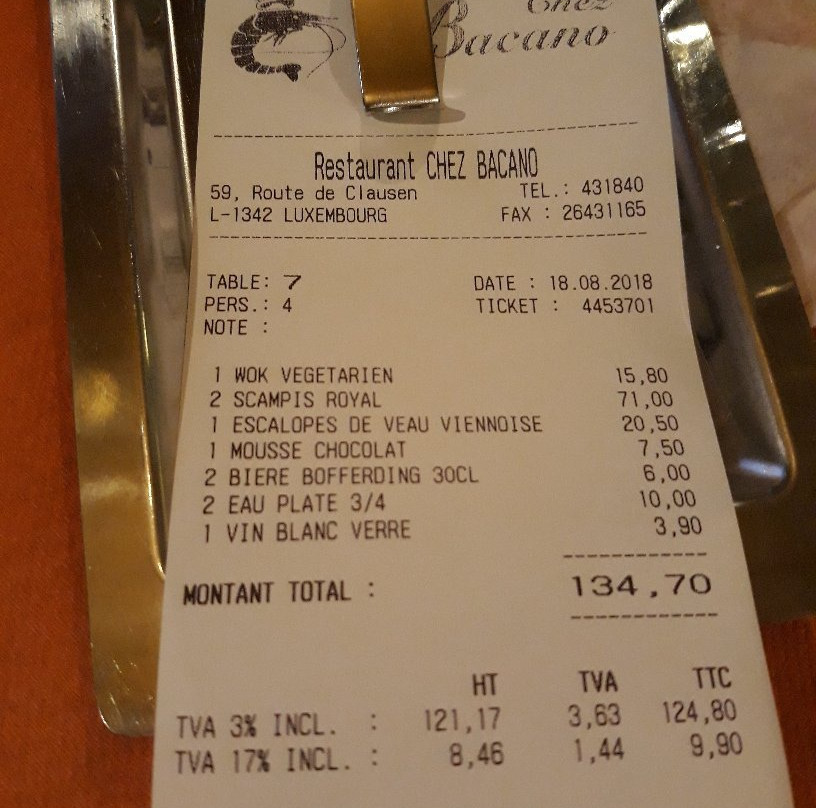 Chez
Bacano
Restaurant CHEZ BACANO
59, Route de Clausen TEL.: 431840
L-1342 LUXEMBOURG FAX : 26431165
TABLE: 7 DATE : 18.08.2018
PERS.: 4 TICKET : 4453701
NOTE :
1 WOK VEGETARIEN 15,80
2 SCAMPIS ROYAL 71,00
1 ESCALOPES DE VEAU VIENNOISE 20,50
1 MOUSSE CHOCOLAT 7,50
2 BIERE BOFFERDING 30CL 6,00
2 EAU PLATE 3/4 10,00
1 VIN BLANC VERRE 3,90
MONTANT TOTAL : 134,70
HT TVA TTC
TVA 3% INCL. : 121,17 3,63 124,80
TVA 17% INCL. : 8,46 1,44 9,90